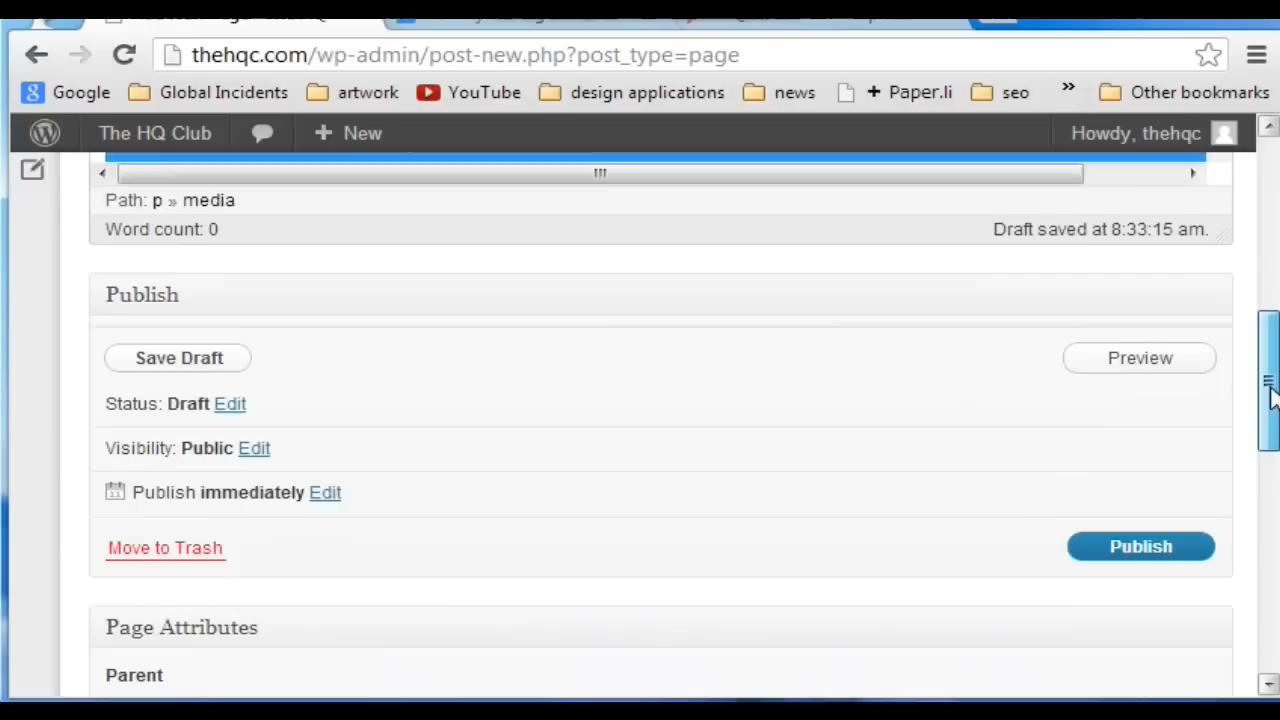 thehqc.com/wp-admin/post-new.php?post_type=page
Google Global Incidents artwork YouTube design applications news + Paper.li seo » Other bookmarks
The HQ Club + New Howdy, thehqc
Path: p » media
Word count: 0 Draft saved at 8:33:15 am.
Publish
Save Draft Preview
Status: Draft Edit
Visibility: Public Edit
Publish immediately Edit
Move to Trash Publish
Page Attributes
Parent